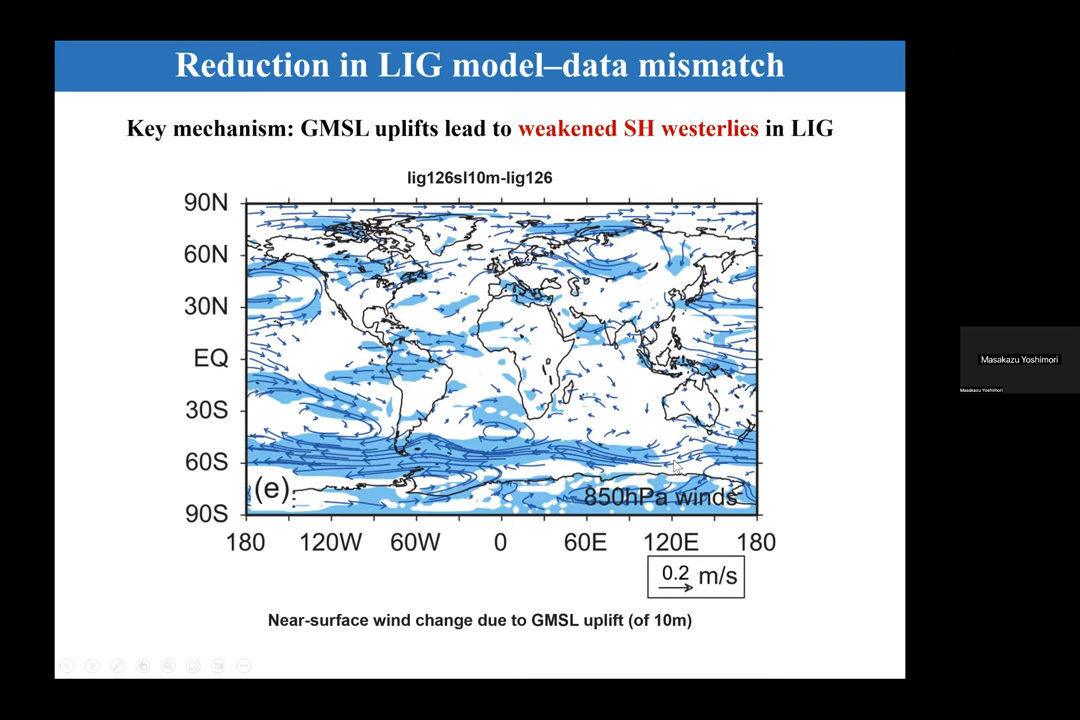 Reduction in LIG model–data mismatch
Key mechanism: GMSL uplifts lead to weakened SH westerlies in LIG
lig126sl10m-lig126
90N
60N
30N
EQ
30S
60S
90S
(e).
850hPa winds
180 120W 60W 0 60E 120E 180
0.2 m/s
Near-surface wind change due to GMSL uplift (of 10m)
Masakazu Yoshimori
Masakazu Yoshimori